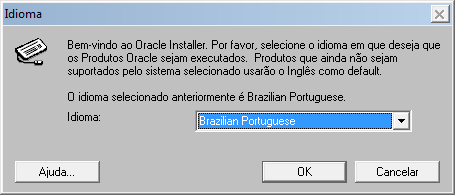 Idioma
Bem-vindo ao Oracle Installer. Por favor, selecione o idioma em que deseja que
os Produtos Oracle sejam executados. Produtos que ainda não sejam
suportados pelo sistema selecionado usarão o Inglês como default.
O idioma selecionado anteriormente é Brazilian Portuguese.
Idioma:
Brazilian Portuguese
Ajuda...
OK
Cancelar